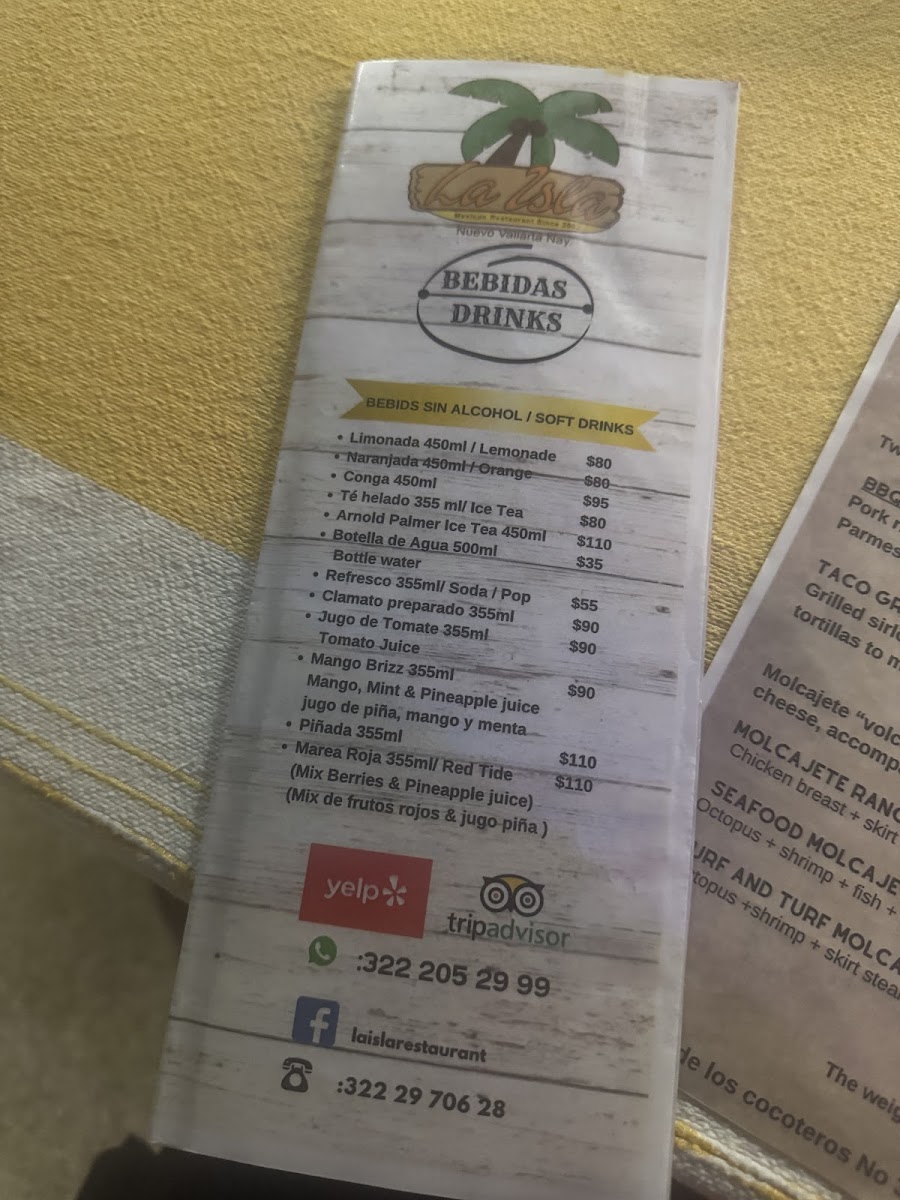 La Isla
Mexican Restaurant Since
Nuevo Vallarta Nay.
BEBIDAS
DRINKS
BEBIDS SIN ALCOHOL / SOFT DRINKS
• Limonada 450ml / Lemonade $80
• Naranjada 450ml / Orange $80
• Conga 450ml $95
• Té helado 355 ml/ Ice Tea $80
• Arnold Palmer Ice Tea 450ml $110
• Botella de Agua 500ml $35
Bottle water
• Refresco 355ml/ Soda / Pop $55
• Clamato preparado 355ml $90
• Jugo de Tomate 355ml $90
Tomato Juice
• Mango Brizz 355ml $90
Mango, Mint & Pineapple juice
jugo de piña, mango y menta
• Piñada 355ml $110
• Marea Roja 355ml/ Red Tide $110
(Mix Berries & Pineapple juice)
(Mix de frutos rojos & jugo piña )
yelp
tripadvisor
:322 205 29 99
laislarestaurant
:322 29 706 28
Tw
BBQ
Pork r
Parmes
TACO GR
Grilled sirlo
tortillas to m
Molcajete "volc
cheese, accomp
MOLCAJETE RANC
Chicken breast + skirt
SEAFOOD MOLCAJE
Octopus + shrimp + fish +
URF AND TURF MOLCA
topus +shrimp + skirt stea
The weig
de los cocoteros No